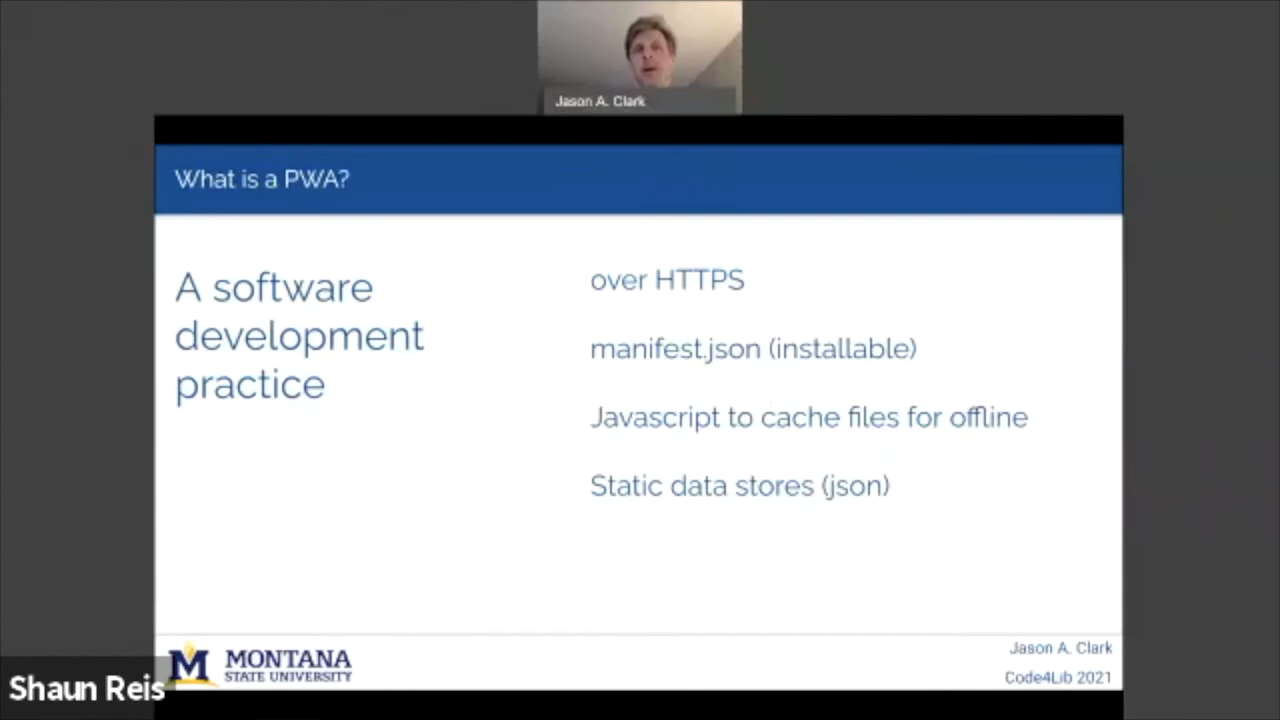 Jason A. Clark
What is a PWA?
A software
development
practice
over HTTPS
manifest.json (installable)
Javascript to cache files for offline
Static data stores (json)
M MONTANA
STATE UNIVERSITY
Jason A. Clark
Code4Lib 2021
Shaun Reis